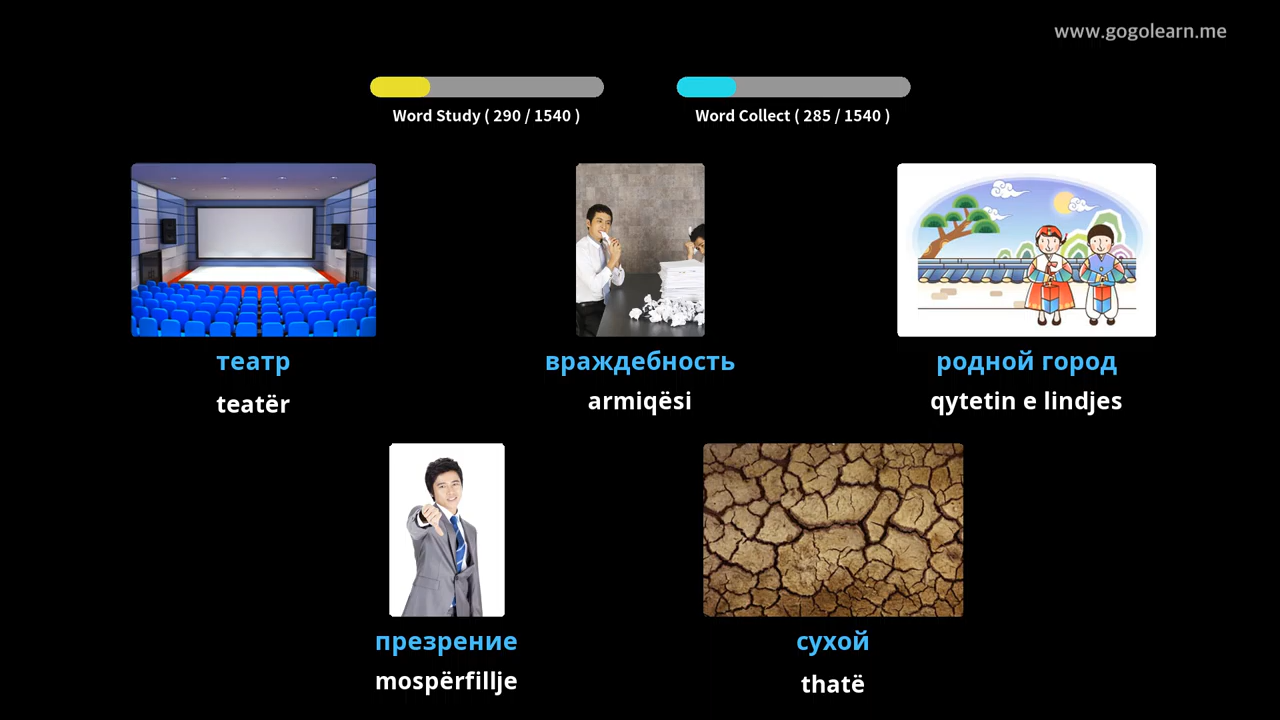 www.gogolearn.me
Word Study ( 290 / 1540 )
Word Collect ( 285 / 1540 )
театр
враждебность
родной город
teatër
armiqësi
qytetin e lindjes
презрение
сухой
mospërfillje
thatë